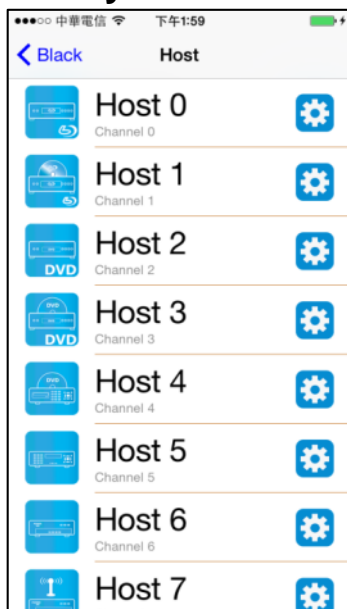 中華電信 下午1:59
Black Host
Host 0
Channel 0
Host 1
Channel 1
DVD
Host 2
Channel 2
DVD
DVD
Host 3
Channel 3
DVD
Host 4
Channel 4
Host 5
Channel 5
Host 6
Channel 6
Host 7